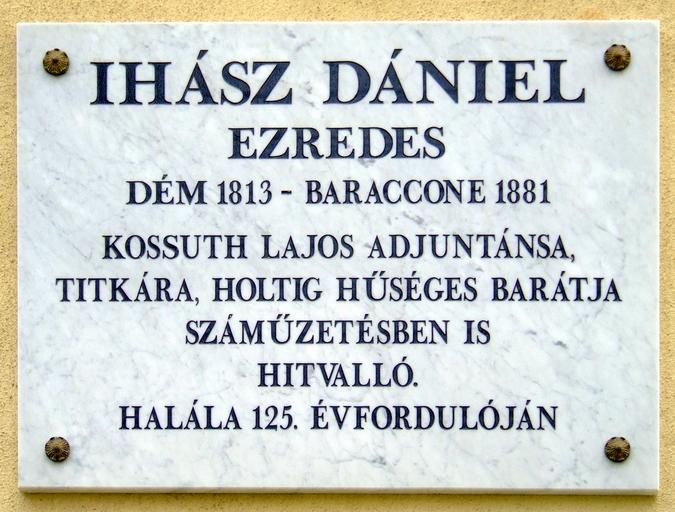 IHÁSZ DÁNIEL
EZREDES
DÉM 1813 - BARACCONE 1881
KOSSUTH LAJOS ADJUNTÁNSA,
TITKÁRA, HOLTIG HŰSÉGES BARÁTJA
SZÁMŰZETÉSBEN IS
HITVALLÓ.
HALÁLA 125. ÉVFORDULÓJÁN